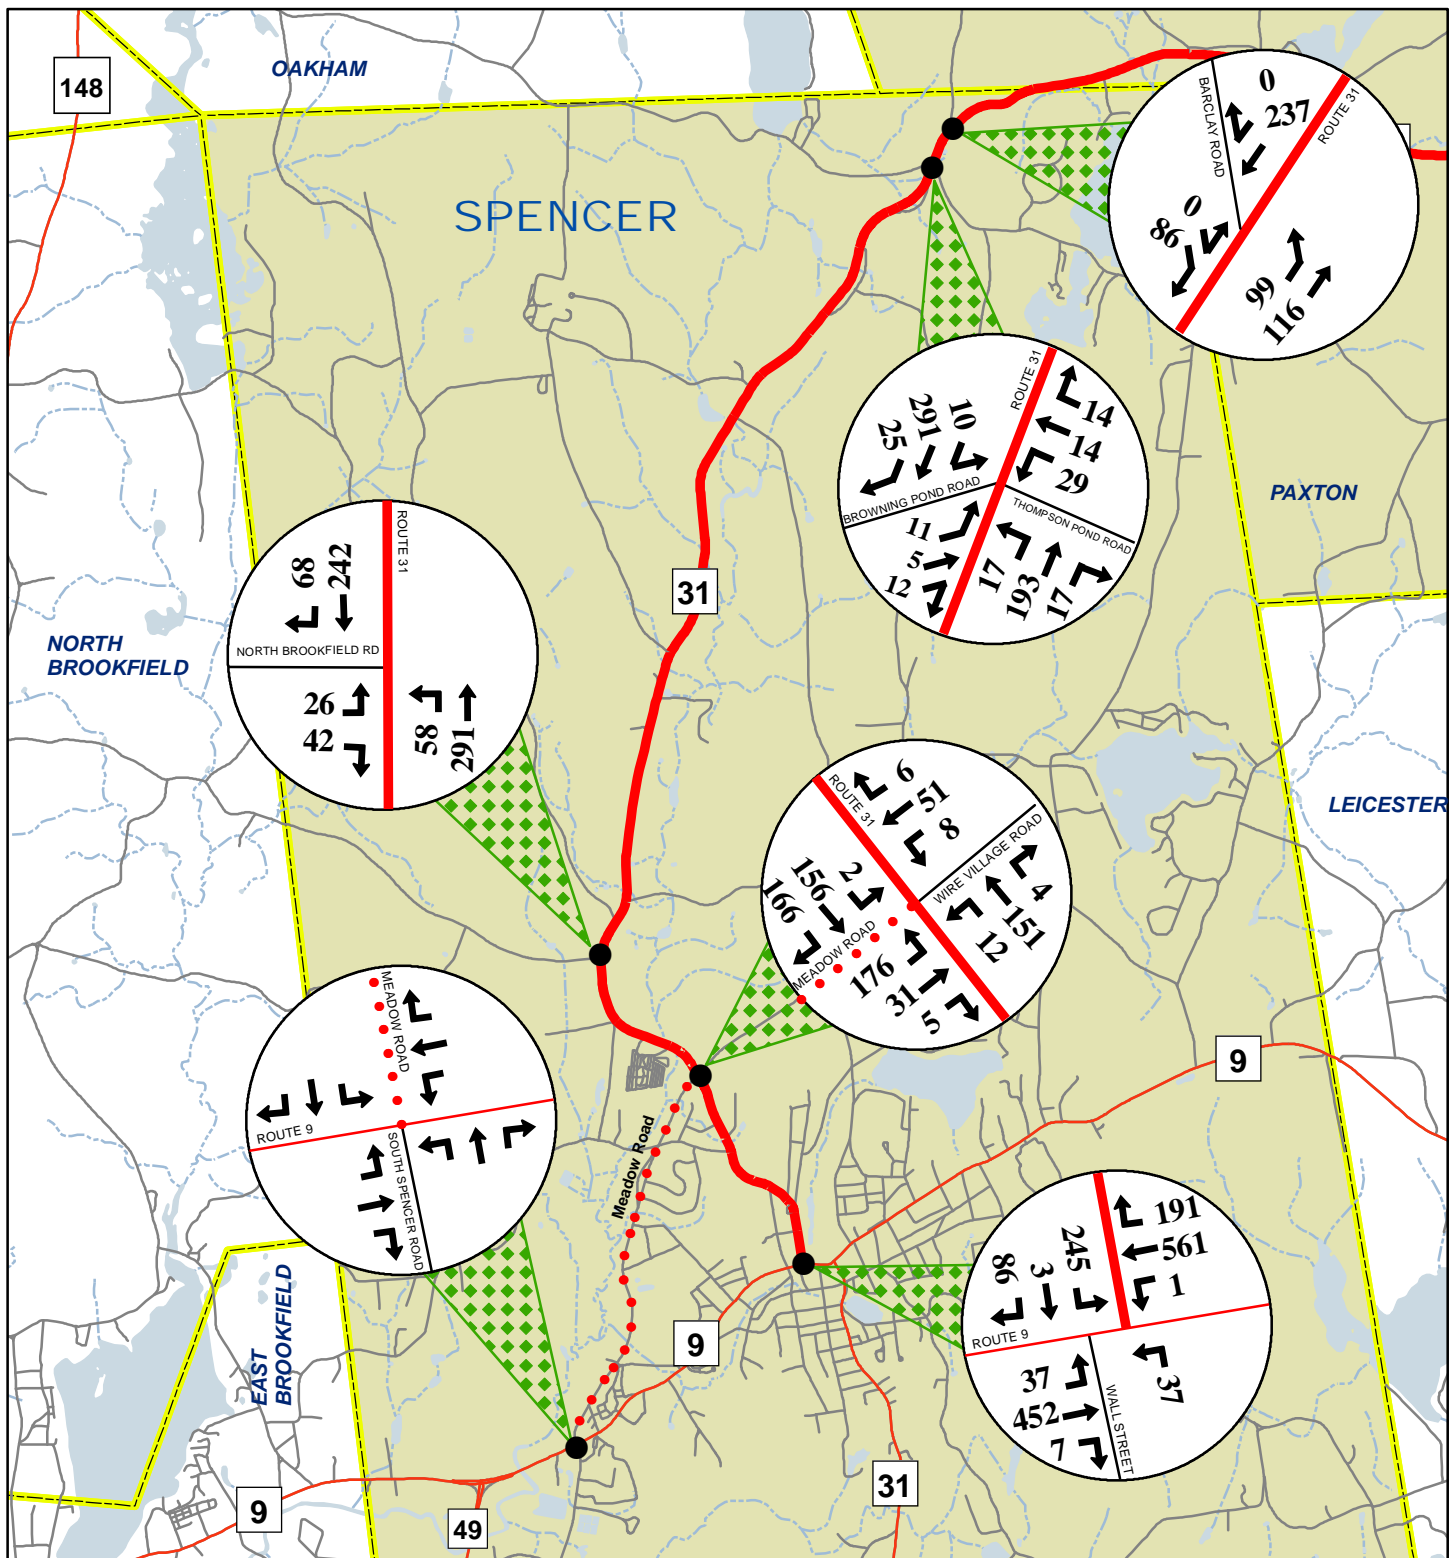 OAKHAM
148
SPENCER
BARCLAY ROAD
ROUTE 31
0
237
0
86
99
116
ROUTE 31
10
291
25
14
14
29
BROWNING POND ROAD
THOMPSON POND ROAD
11
5
12
17
193
17
PAXTON
31
ROUTE 31
68
242
NORTH BROOKFIELD RD
26
42
58
291
NORTH
BROOKFIELD
LEICESTER
ROUTE 31
6
51
8
WIRE VILLAGE ROAD
2
156
166
MEADOW ROAD
4
151
12
176
31
5
MEADOW ROAD
ROUTE 9
SOUTH SPENCER ROAD
9
Meadow Road
191
561
1
245
3
86
ROUTE 9
37
452
7
WALL STREET
37
EAST
BROOKFIELD
9
9
49
31